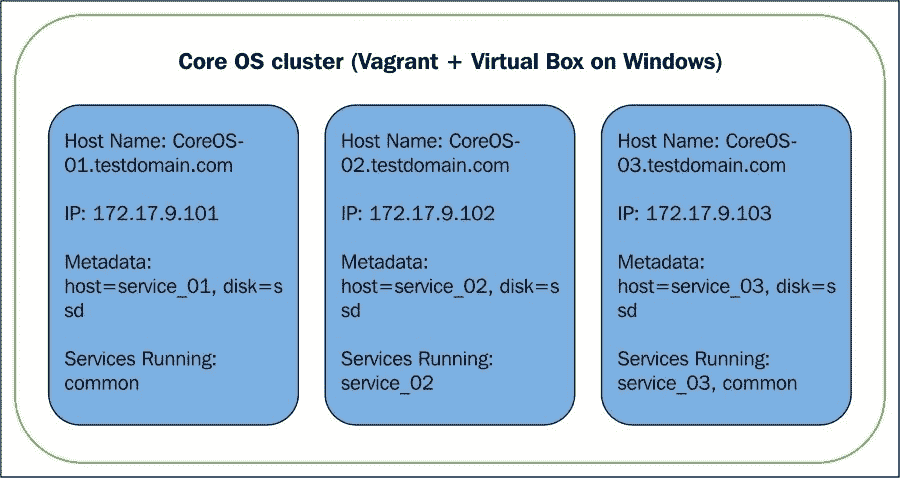 Core OS cluster (Vagrant + Virtual Box on Windows)
Host Name: CoreOS-
01.testdomain.com
IP: 172.17.9.101
Metadata:
host=service_01, disk=s
sd
Services Running:
common
Host Name: CoreOS-
02.testdomain.com
IP: 172.17.9.102
Metadata:
host=service_02, disk=s
sd
Services Running:
service_02
Host Name: CoreOS-
03.testdomain.com
IP: 172.17.9.103
Metadata:
host=service_03, disk=s
sd
Services Running:
service_03, common